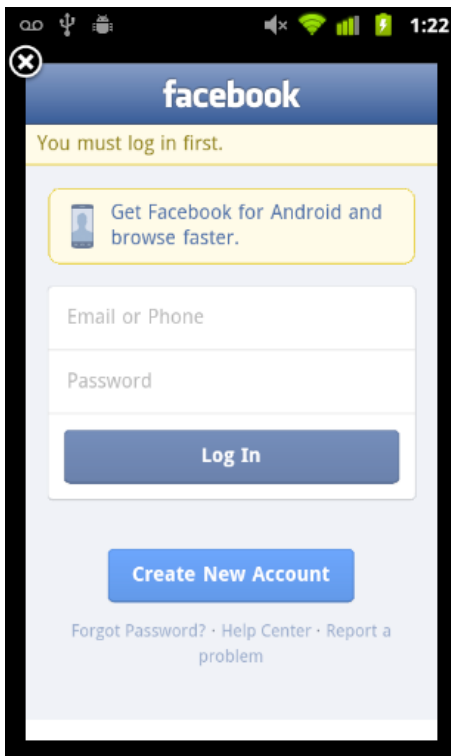 1:22
facebook
You must log in first.
Get Facebook for Android and
browse faster.
Email or Phone
Password
Log In
Create New Account
Forgot Password? · Help Center · Report a
problem